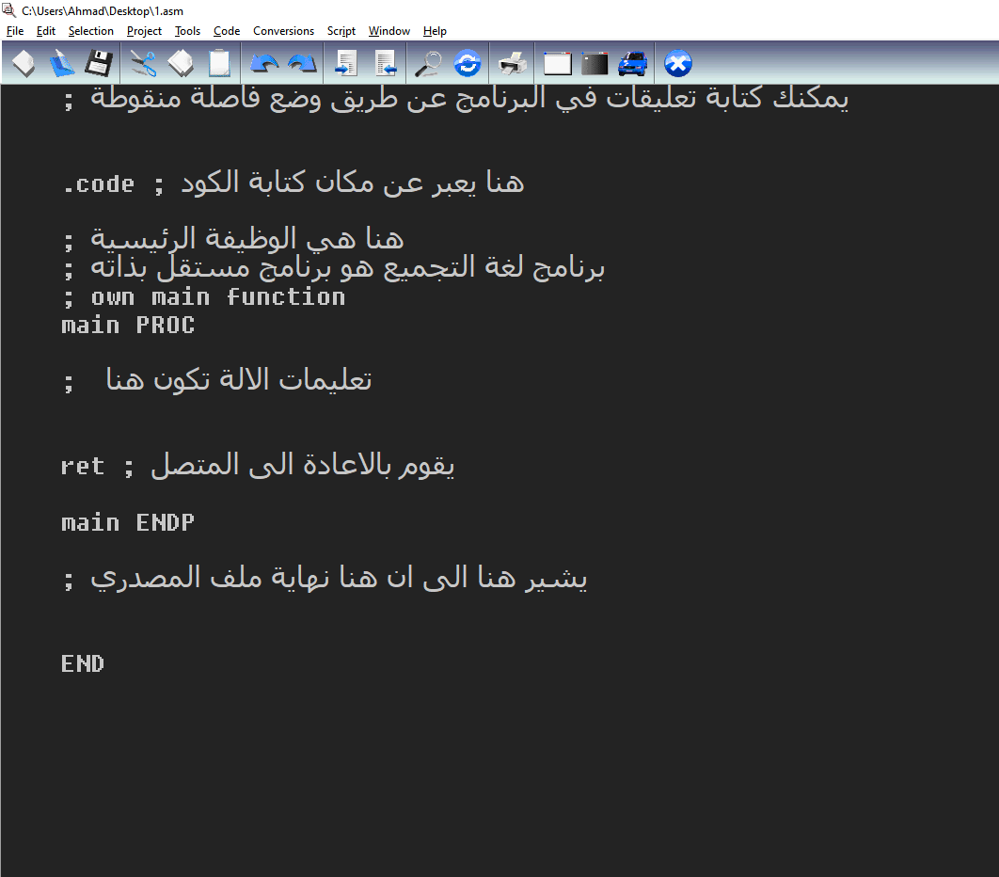 C:\Users\Ahmad\Desktop\1.asm
File Edit Selection Project Tools Code Conversions Script Window Help
; يمكنك كتابة تعليقات في البرنامج عن طريق وضع فاصلة منقوطة
.code ; هنا يعبر عن مكان كتابة الكود
; هنا هي الوظيفة الرئيسية
; برنامج لغة التجميع هو برنامج مستقل بذاته
; own main function
main PROC
; تعليمات الالة تكون هنا
ret ; يقوم بالاعادة الى المتصل
main ENDP
; يشير هنا الى ان هنا نهاية ملف المصدري
END